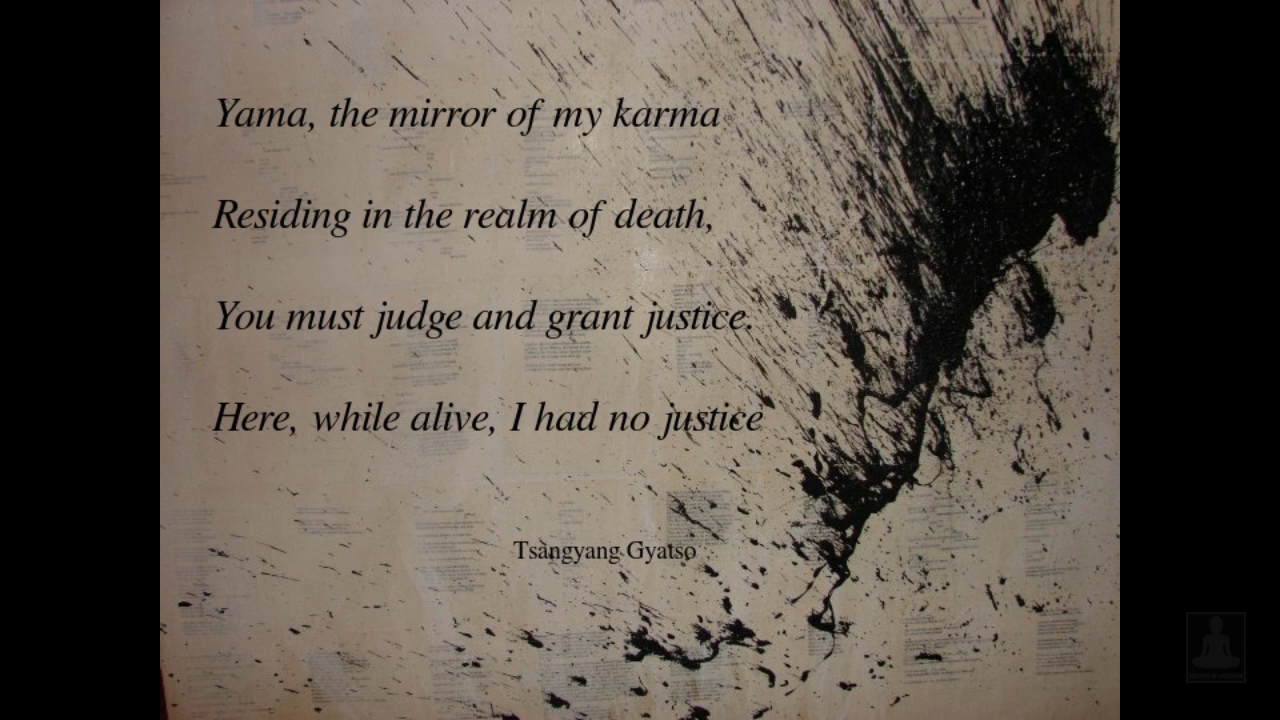 Yama, the mirror of my karma
Residing in the realm of death,
You must judge and grant justice.
Here, while alive, I had no justice
Tsangyang Gyatso